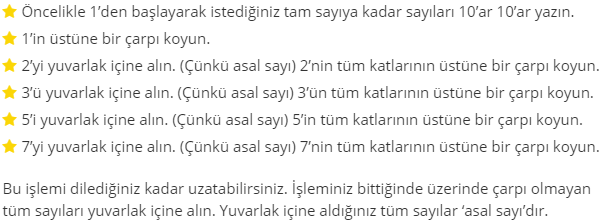 Öncelikle 1’den başlayarak istediğiniz tam sayıya kadar sayıları 10’ar 10’ar yazın.
1’in üstüne bir çarpı koyun.
2’yi yuvarlak içine alın. (Çünkü asal sayı) 2’nin tüm katlarının üstüne bir çarpı koyun.
3’ü yuvarlak içine alın. (Çünkü asal sayı) 3’ün tüm katlarının üstüne bir çarpı koyun.
5’i yuvarlak içine alın. (Çünkü asal sayı) 5’in tüm katlarının üstüne bir çarpı koyun.
7’yi yuvarlak içine alın. (Çünkü asal sayı) 7’nin tüm katlarının üstüne bir çarpı koyun.
Bu işlemi dilediğiniz kadar uzatabilirsiniz. İşleminiz bittiğinde üzerinde çarpı olmayan
tüm sayıları yuvarlak içine alın. Yuvarlak içine aldığınız tüm sayılar ‘asal sayı’dır.